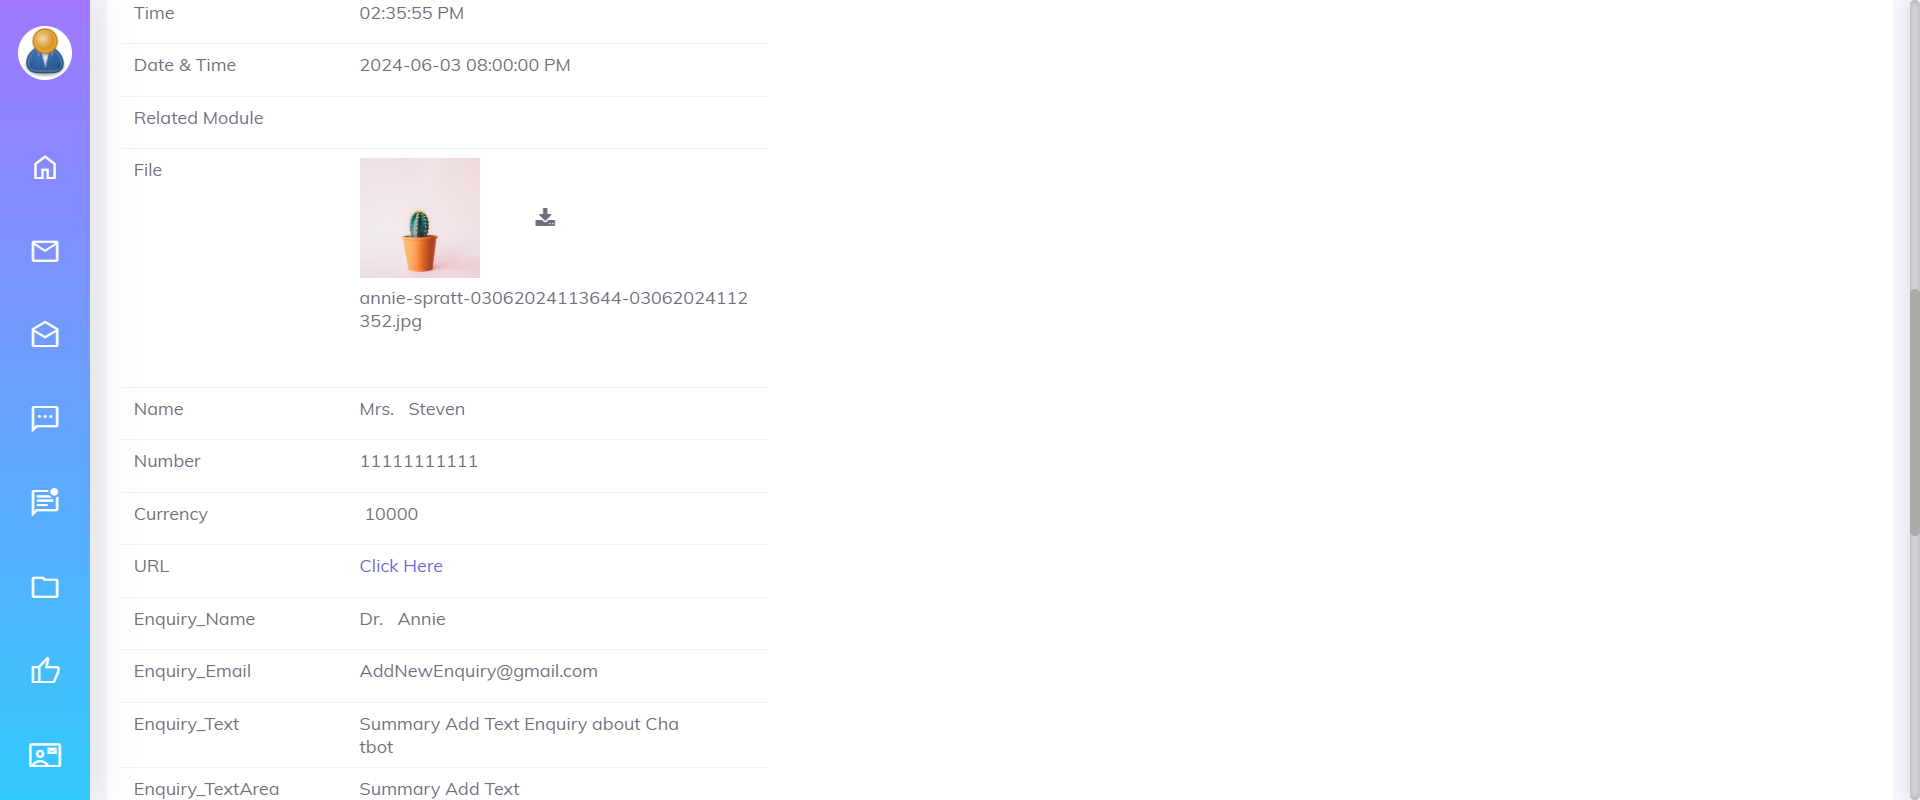 Time 02:35:55 PM
Date & Time 2024-06-03 08:00:00 PM
Related Module
File
annie-spratt-03062024113644-03062024112
352.jpg
Name Mrs. Steven
Number 11111111111
Currency 10000
URL Click Here
Enquiry_Name Dr. Annie
Enquiry_Email AddNewEnquiry@gmail.com
Enquiry_Text Summary Add Text Enquiry about Cha
tbot
Enquiry_TextArea Summary Add Text